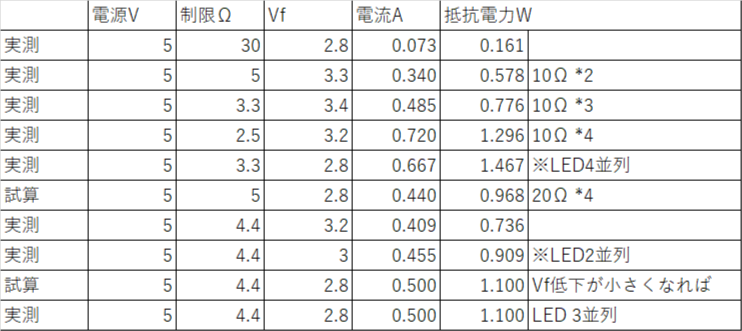 電源V 制限Ω Vf 電流A 抵抗電力W
実測 5 30 2.8 0.073 0.161
実測 5 5 3.3 0.340 0.578 10Ω *2
実測 5 3.3 3.4 0.485 0.776 10Ω *3
実測 5 2.5 3.2 0.720 1.296 10Ω *4
実測 5 3.3 2.8 0.667 1.467 ※LED4並列
試算 5 5 2.8 0.440 0.968 20Ω *4
実測 5 4.4 3.2 0.409 0.736
実測 5 4.4 3 0.455 0.909 ※LED2並列
試算 5 4.4 2.8 0.500 1.100 Vf低下が小さくなれば
実測 5 4.4 2.8 0.500 1.100 LED 3並列